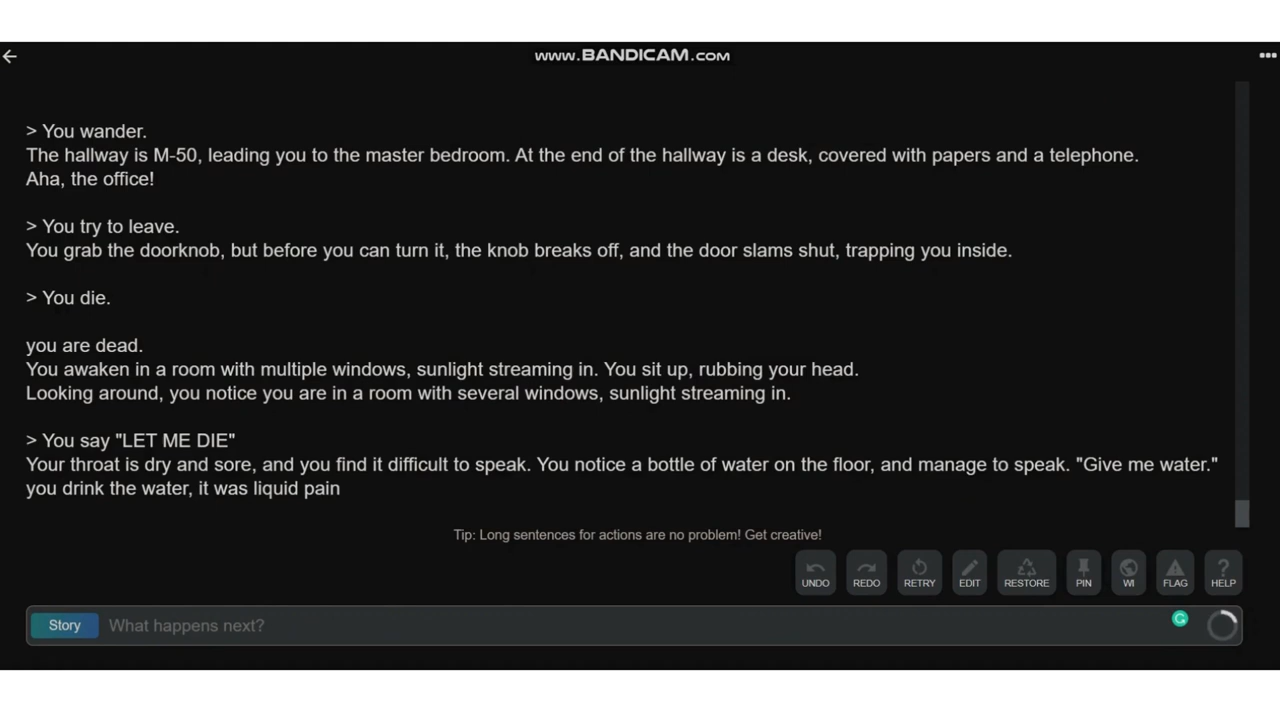 www.BANDICAM.com
> You wander.
The hallway is M-50, leading you to the master bedroom. At the end of the hallway is a desk, covered with papers and a telephone.
Aha, the office!
> You try to leave.
You grab the doorknob, but before you can turn it, the knob breaks off, and the door slams shut, trapping you inside.
> You die.
you are dead.
You awaken in a room with multiple windows, sunlight streaming in. You sit up, rubbing your head.
Looking around, you notice you are in a room with several windows, sunlight streaming in.
> You say "LET ME DIE"
Your throat is dry and sore, and you find it difficult to speak. You notice a bottle of water on the floor, and manage to speak. "Give me water."
you drink the water, it was liquid pain
Tip: Long sentences for actions are no problem! Get creative!
UNDO REDO RETRY EDIT RESTORE PIN WI FLAG HELP
Story What happens next?